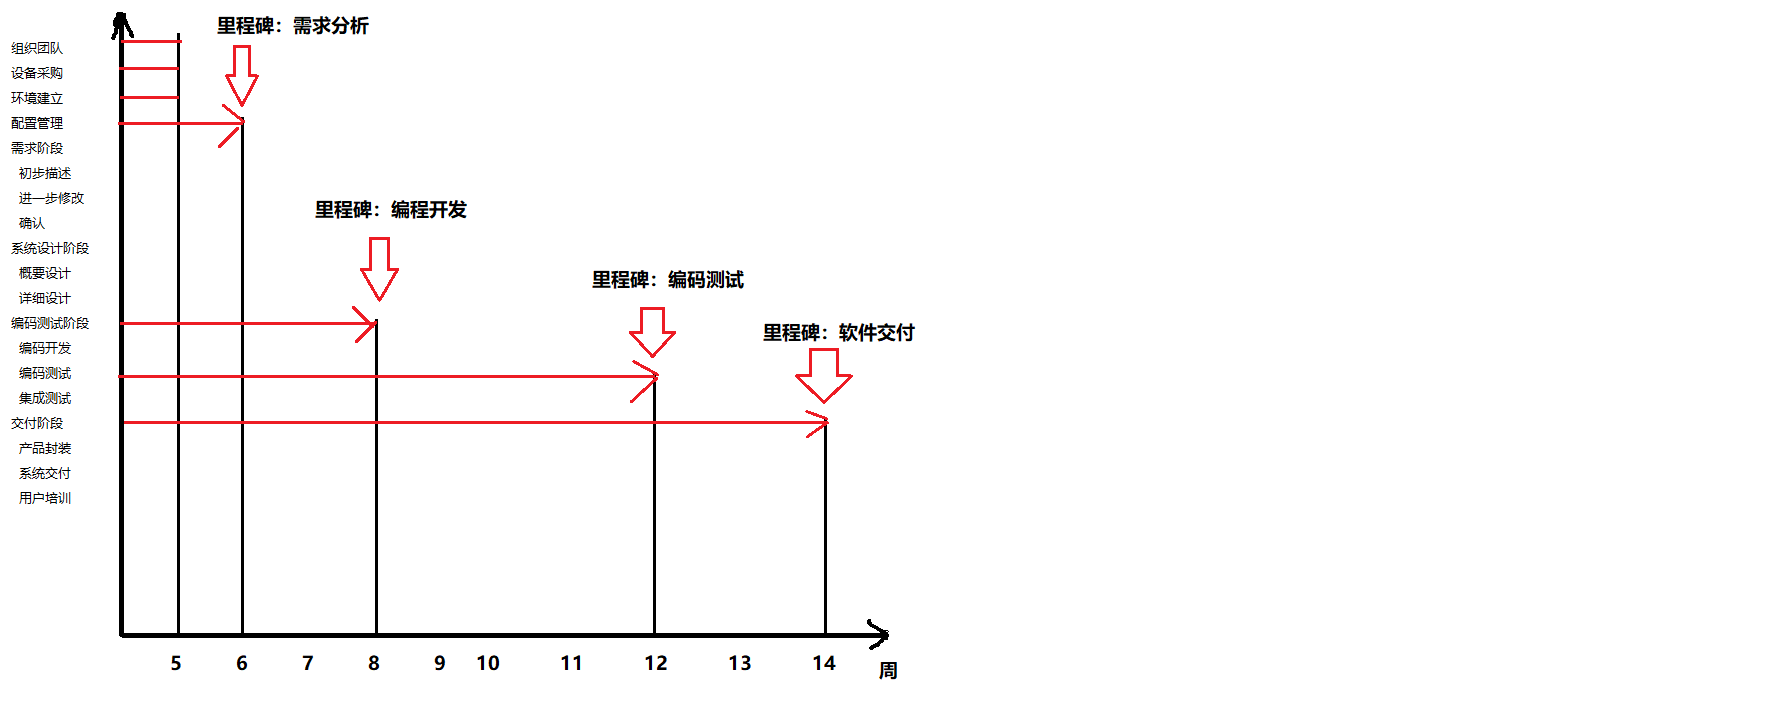 里程碑：需求分析
组织团队
设备采购
环境建立
配置管理
需求阶段
初步描述
进一步修改
确认
系统设计阶段
概要设计
详细设计
编码测试阶段
编码开发
编码测试
集成测试
交付阶段
产品封装
系统交付
用户培训
里程碑：编程开发
里程碑：编码测试
里程碑：软件交付
5 6 7 8 9 10 11 12 13 14
周